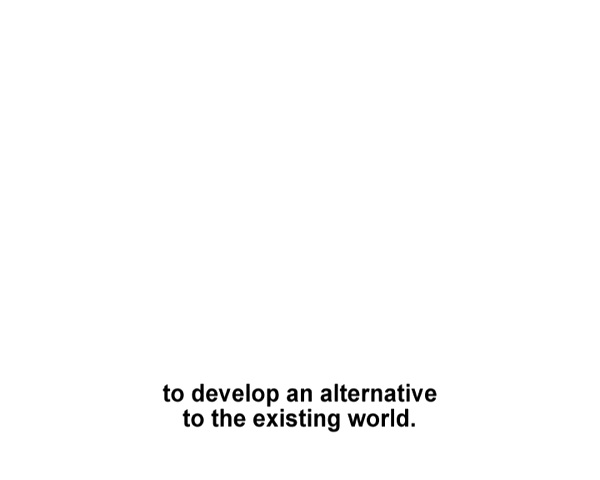 to develop an alternative
to the existing world.